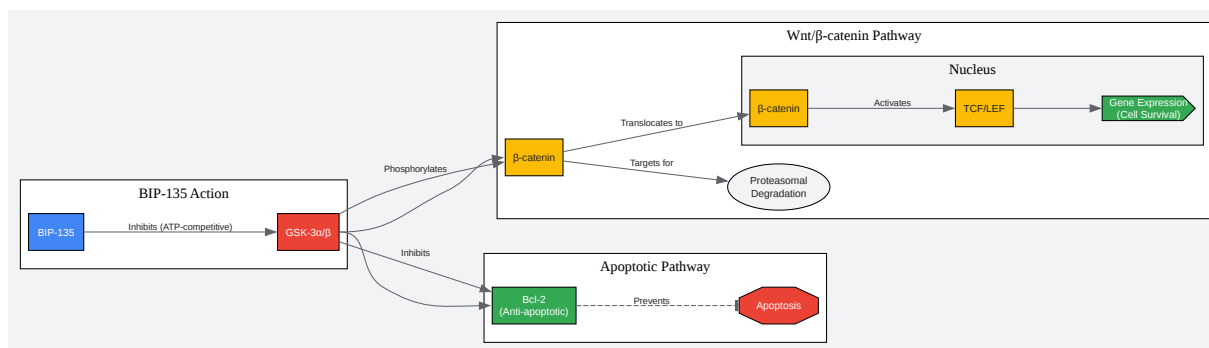 Wnt/β-catenin Pathway
Nucleus
β-catenin
Activates
TCF/LEF
Gene Expression
(Cell Survival)
Translocates to
β-catenin
Phosphorylates
Targets for
Proteasomal
Degradation
BIP-135 Action
BIP-135
Inhibits (ATP-competitive)
GSK-3α/β
Inhibits
Apoptotic Pathway
Bcl-2
(Anti-apoptotic)
Prevents
Apoptosis